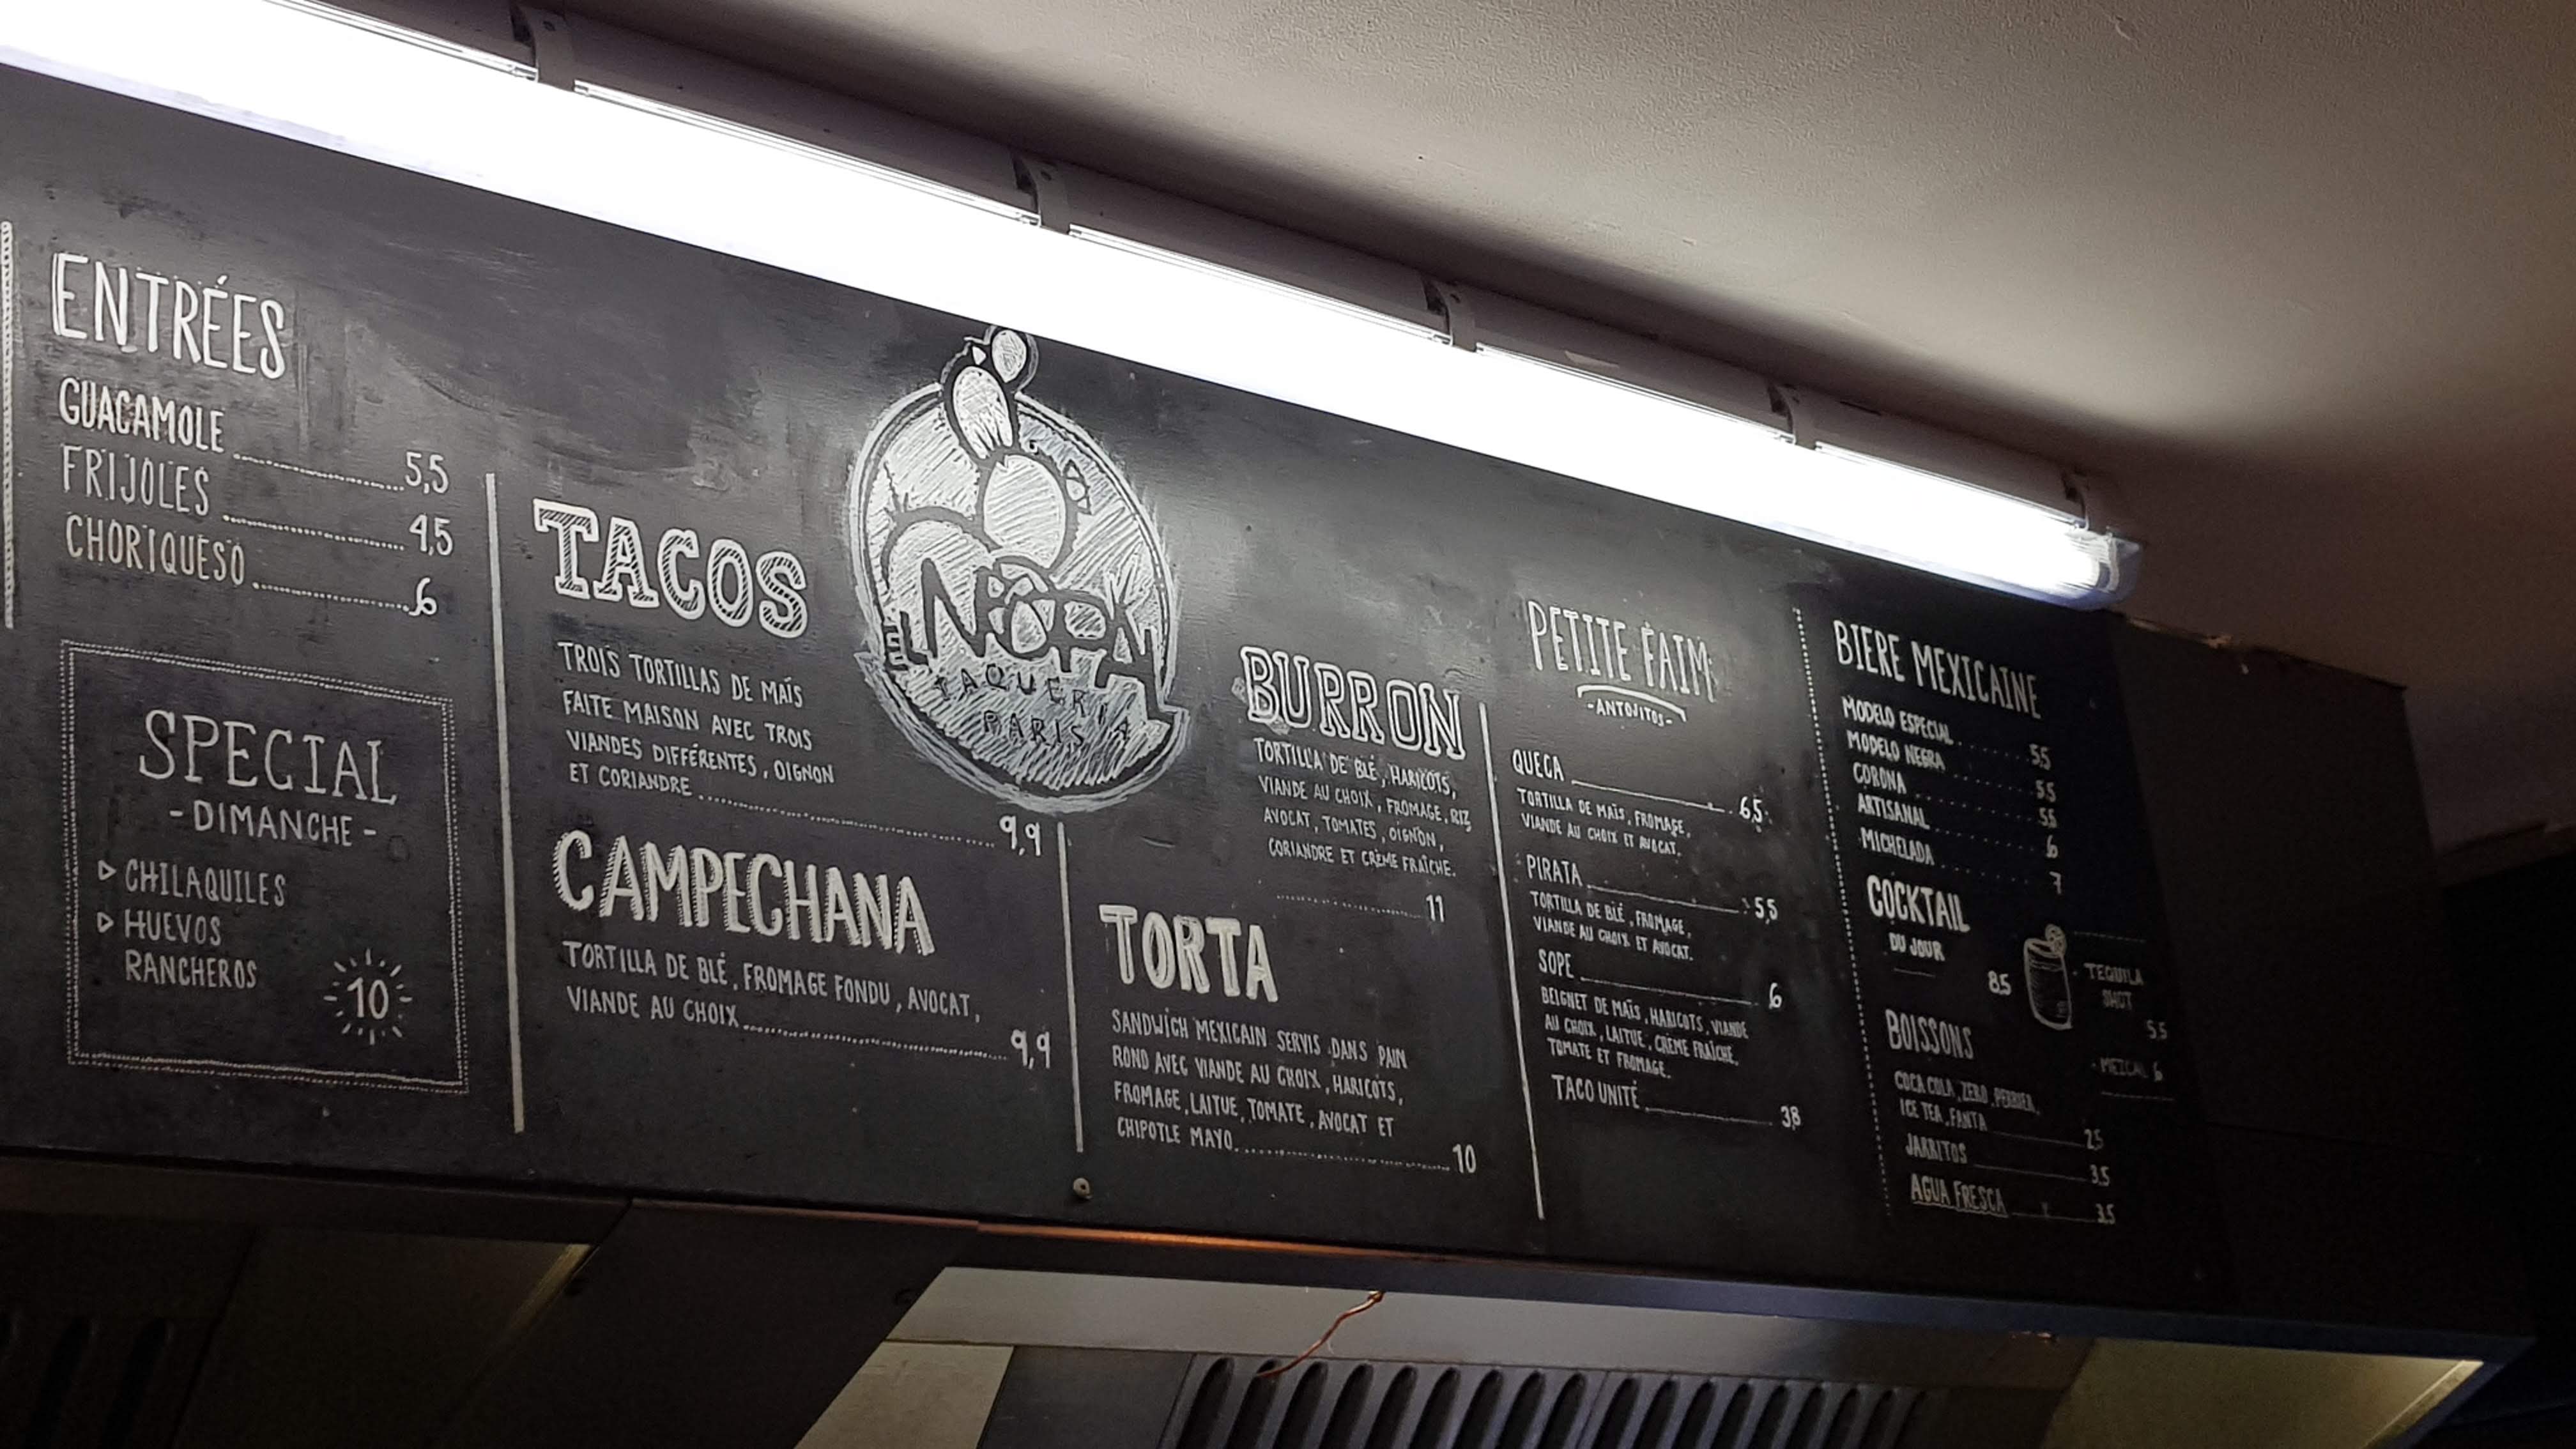 ENTRÉES
GUACAMOLE 5,5
FRIJOLES 4,5
CHORIQUESO 6
SPECIAL
-DIMANCHE-
CHILAQUILES
HUEVOS
RANCHEROS
10
TACOS
TROIS TORTILLAS DE MAÏS
FAITE MAISON AVEC TROIS
VIANDES DIFFÉRENTES, OIGNON
ET CORIANDRE 9,9
CAMPECHANA
TORTILLA DE BLÉ, FROMAGE FONDU, AVOCAT,
VIANDE AU CHOIX 9,9
EL NOPAL
TAQUERIA
PARIS
BURRON
TORTILLA DE BLÉ, HARICOTS,
VIANDE AU CHOIX, FROMAGE, RIZ
AVOCAT, TOMATES, OIGNON,
CORIANDRE ET CRÈME FRAÎCHE.
11
TORTA
SANDWICH MEXICAIN SERVIS DANS PAIN
ROND AVEC VIANDE AU CHOIX, HARICOTS,
FROMAGE, LAITUE, TOMATE, AVOCAT ET
CHIPOTLE MAYO 10
PETITE FAIM
-ANTOJITOS-
QUECA 6,5
TORTILLA DE MAÏS, FROMAGE,
VIANDE AU CHOIX ET AVOCAT.
PIRATA 5,5
TORTILLA DE BLÉ, FROMAGE,
VIANDE AU CHOIX ET AVOCAT.
SOPE 6
BEIGNET DE MAÏS, HARICOTS, VIANDE
AU CHOIX, LAITUE, CRÈME FRAÎCHE,
TOMATE ET FROMAGE.
TACO UNITÉ 3,8
BIERE MEXICAINE
MODELO ESPECIAL 5,5
MODELO NEGRA 5,5
CORONA 5,5
ARTISANAL 6
MICHELADA 7
COCKTAIL
DU JOUR
8,5
TEQUILA
SHOT
5,5
MEZCAL 6
BOISSONS
COCA COLA, ZERO, PERRIER,
ICE TEA, FANTA 2,5
JARRITOS 3,5
AGUA FRESCA 3,5